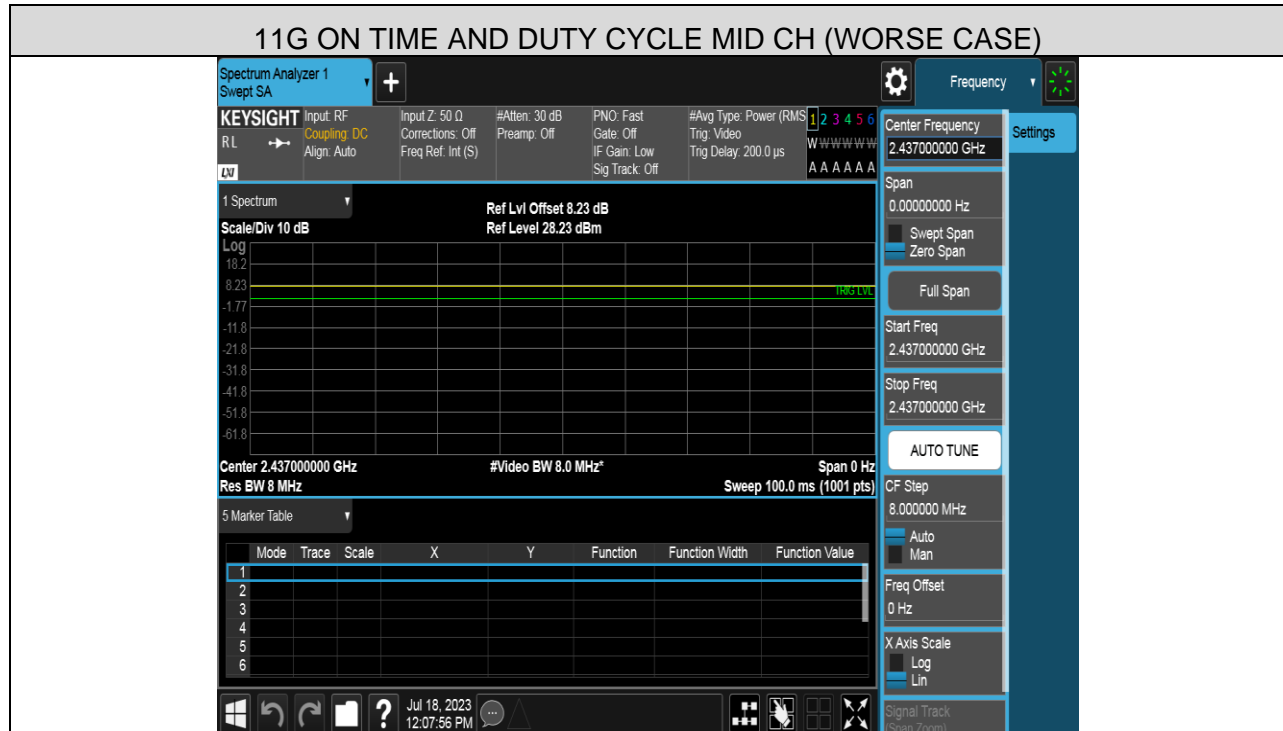 11G ON TIME AND DUTY CYCLE MID CH (WORSE CASE)
Spectrum Analyzer 1
Swept SA
+
Frequency
KEYSIGHT
RL
LXI
Input: RF
Coupling: DC
Align: Auto
Input Z: 50 Ω
Corrections: Off
Freq Ref: Int (S)
#Atten: 30 dB
Preamp: Off
PNO: Fast
Gate: Off
IF Gain: Low
Sig Track: Off
#Avg Type: Power (RMS
Trig: Video
Trig Delay: 200.0 µs
1 2 3 4 5 6
W W W W W W
A A A A A A
1 Spectrum
Scale/Div 10 dB
Ref Lvl Offset 8.23 dB
Ref Level 28.23 dBm
Log
18.2
8.23
TRIG LVL
-1.77
-11.8
-21.8
-31.8
-41.8
-51.8
-61.8
Center 2.437000000 GHz
#Video BW 8.0 MHz*
Span 0 Hz
Res BW 8 MHz
Sweep 100.0 ms (1001 pts)
5 Marker Table
Mode Trace Scale X Y Function Function Width Function Value
1
2
3
4
5
6
?
Jul 18, 2023
12:07:56 PM
Center Frequency
2.437000000 GHz
Settings
Span
0.00000000 Hz
Swept Span
Zero Span
Full Span
Start Freq
2.437000000 GHz
Stop Freq
2.437000000 GHz
AUTO TUNE
CF Step
8.000000 MHz
Auto
Man
Freq Offset
0 Hz
X Axis Scale
Log
Lin
Signal Track
(Span Zoom)